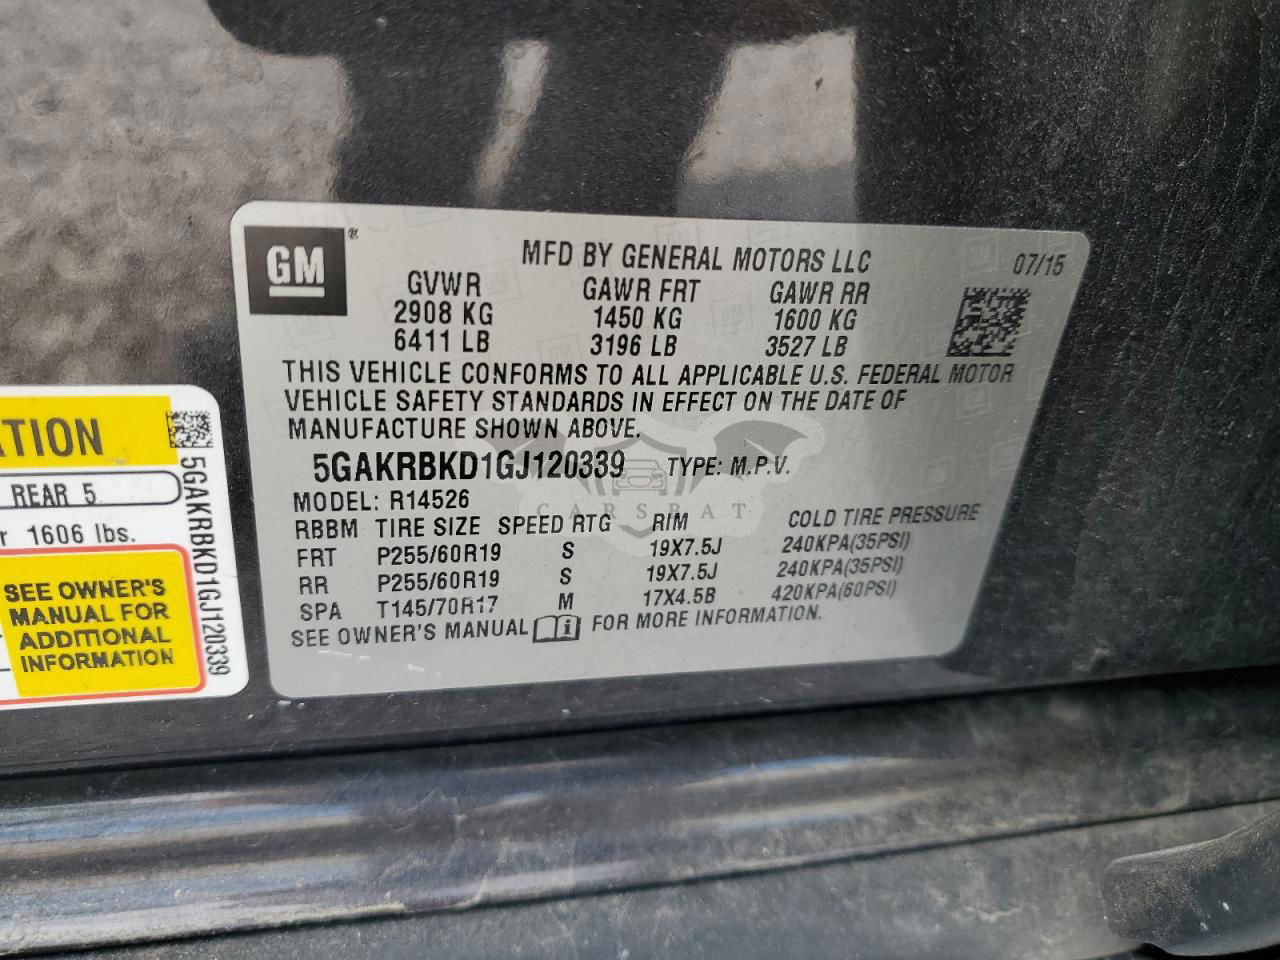 GM ®
MFD BY GENERAL MOTORS LLC
07/15
GVWR GAWR FRT GAWR RR
2908 KG 1450 KG 1600 KG
6411 LB 3196 LB 3527 LB
THIS VEHICLE CONFORMS TO ALL APPLICABLE U.S. FEDERAL MOTOR
VEHICLE SAFETY STANDARDS IN EFFECT ON THE DATE OF
MANUFACTURE SHOWN ABOVE.
5GAKRBKD1GJ120339 TYPE: M.P.V.
MODEL: R14526
CARSBAT
RBBM TIRE SIZE SPEED RTG RIM COLD TIRE PRESSURE
FRT P255/60R19 S 19X7.5J 240KPA(35PSI)
RR P255/60R19 S 19X7.5J 240KPA(35PSI)
SPA T145/70R17 M 17X4.5B 420KPA(60PSI)
SEE OWNER'S MANUAL i FOR MORE INFORMATION.
ATION
REAR 5
r 1606 lbs.
SEE OWNER'S
MANUAL FOR
ADDITIONAL
INFORMATION
5GAKRBKD1GJ120339